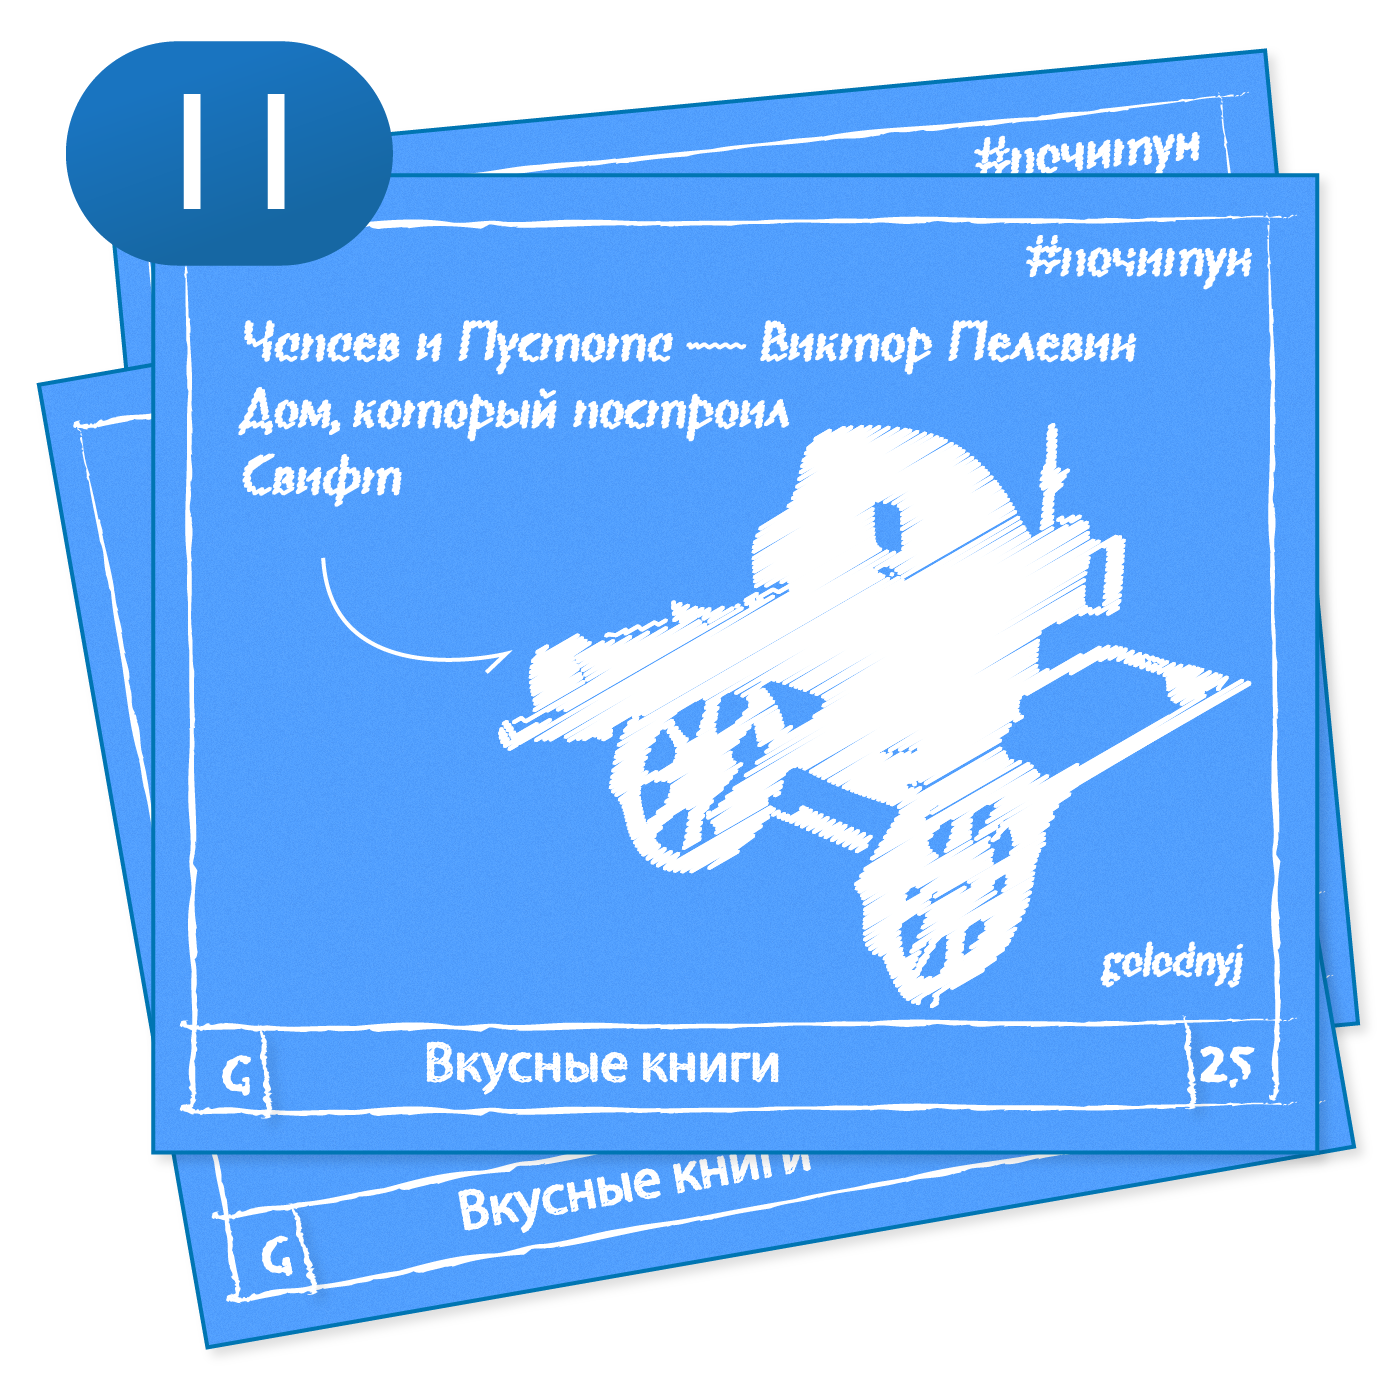 11
#почитун
#почитун
Чапаев и Пустота — Виктор Пелевин
Дом, который построил
Свифт
golodnyj
G Вкусные книги 25
Вкусные книги
G